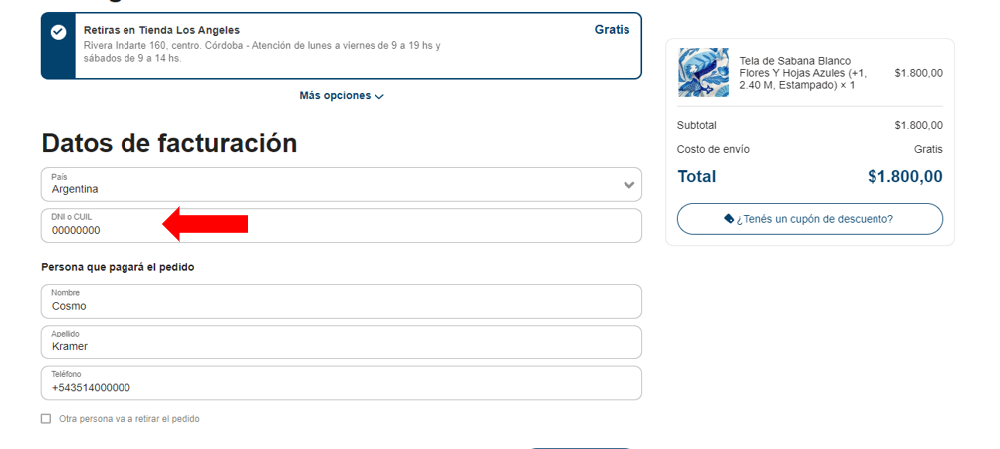 Retiras en Tienda Los Angeles
Gratis
Rivera Indarte 160, centro. Córdoba - Atención de lunes a viernes de 9 a 19 hs y
sábados de 9 a 14 hs.
Más opciones
Datos de facturación
País
Argentina
DNI o CUIL
00000000
Persona que pagará el pedido
Nombre
Cosmo
Apellido
Kramer
Teléfono
+543514000000
Otra persona va a retirar el pedido
Tela de Sabana Blanco
Flores Y Hojas Azules (+1,
2.40 M, Estampado) × 1
$1.800,00
Subtotal
$1.800,00
Costo de envío
Gratis
Total
$1.800,00
¿Tenés un cupón de descuento?